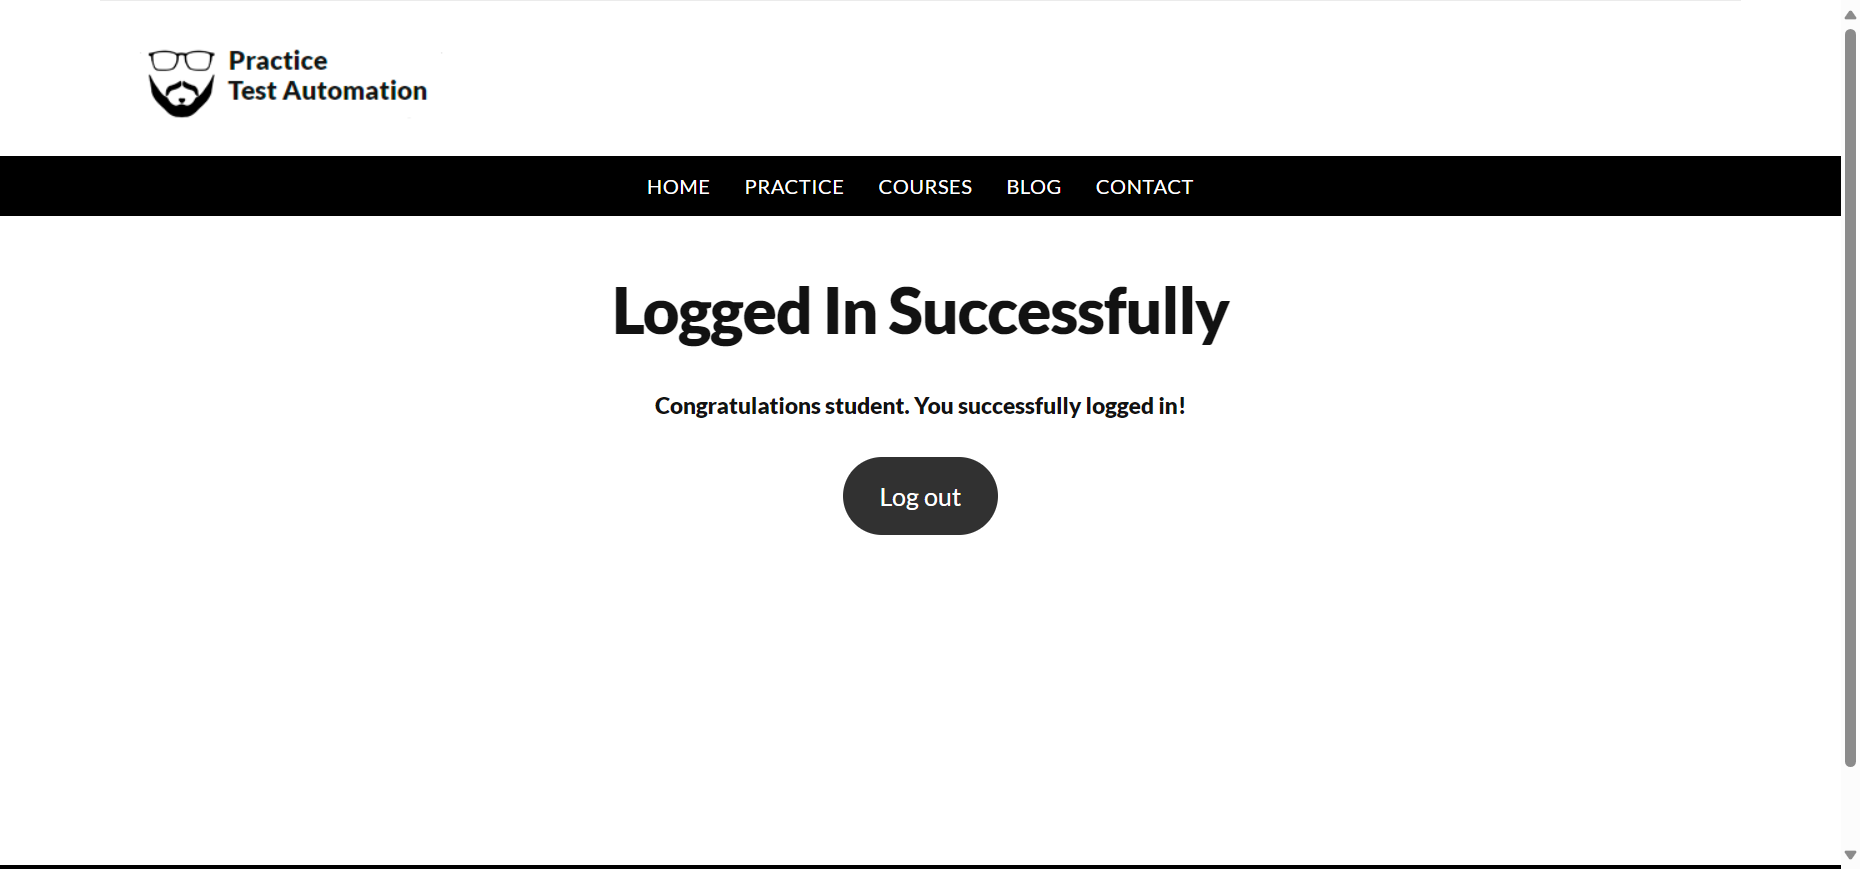 Practice
Test Automation
HOME PRACTICE COURSES BLOG CONTACT
Logged In Successfully
Congratulations student. You successfully logged in!
Log out